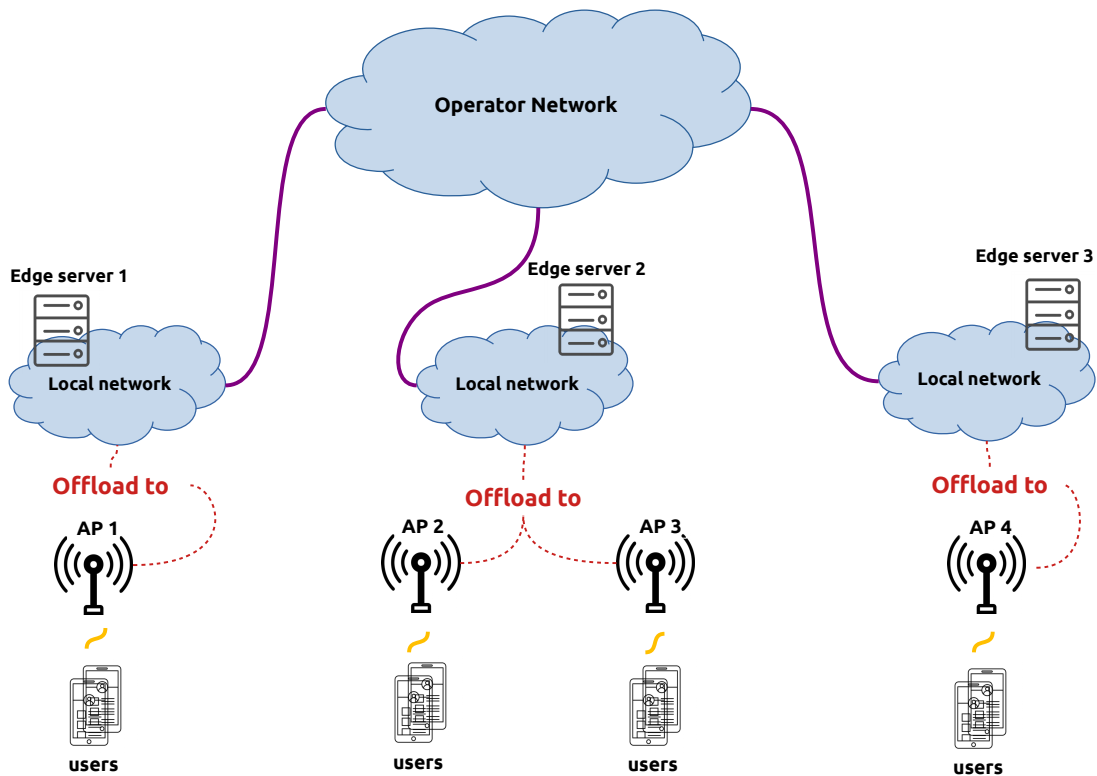 Operator Network
Edge server 1
Edge server 2
Edge server 3
Local network
Local network
Local network
Offload to
Offload to
Offload to
AP 1
AP 2
AP 3
AP 4
users
users
users
users